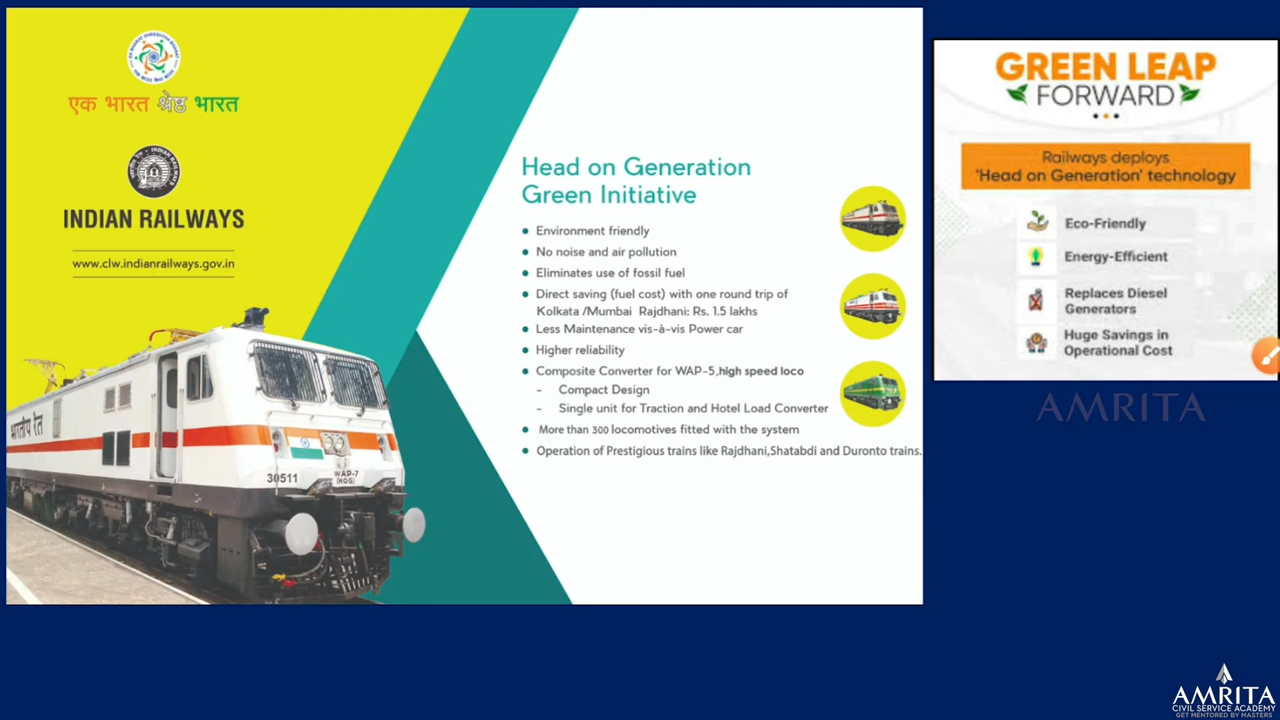 एक भारत श्रेष्ठ भारत
INDIAN RAILWAYS
www.clw.indianrailways.gov.in
भारतीय रेल
30511
WAP-7
(HOG)
Head on Generation
Green Initiative
Environment friendly
No noise and air pollution
Eliminates use of fossil fuel
Direct saving (fuel cost) with one round trip of
Kolkata /Mumbai Rajdhani: Rs. 1.5 lakhs
Less Maintenance vis-à-vis Power car
Higher reliability
Composite Converter for WAP-5,high speed loco
- Compact Design
- Single unit for Traction and Hotel Load Converter
More than 300 locomotives fitted with the system
Operation of Prestigious trains like Rajdhani,Shatabdi and Duronto trains.
GREEN LEAP
FORWARD
Railways deploys
'Head on Generation' technology
Eco-Friendly
Energy-Efficient
Replaces Diesel
Generators
Huge Savings in
Operational Cost
AMRITA
AMRITA
CIVIL SERVICE ACADEMY
GET MENTORED BY MASTERS